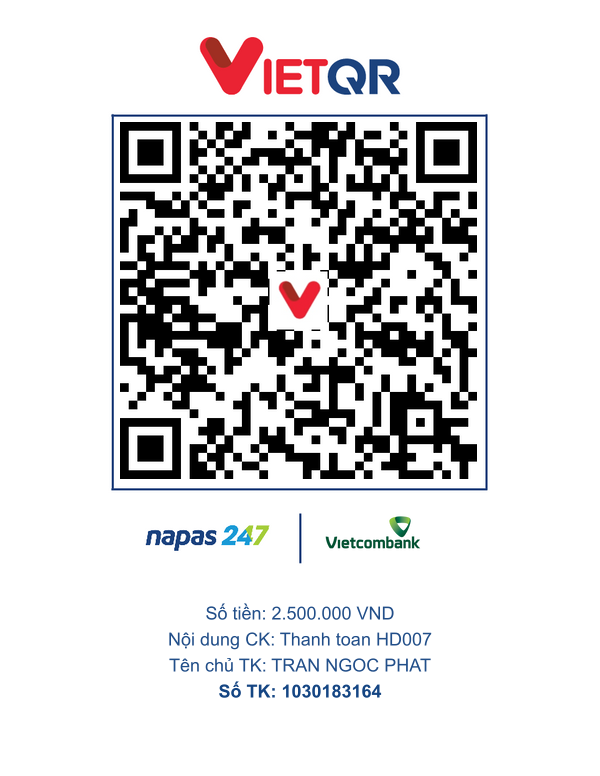 VIETQR
napas 247
Vietcombank
Số tiền: 2.500.000 VND
Nội dung CK: Thanh toan HD007
Tên chủ TK: TRAN NGOC PHAT
Số TK: 1030183164